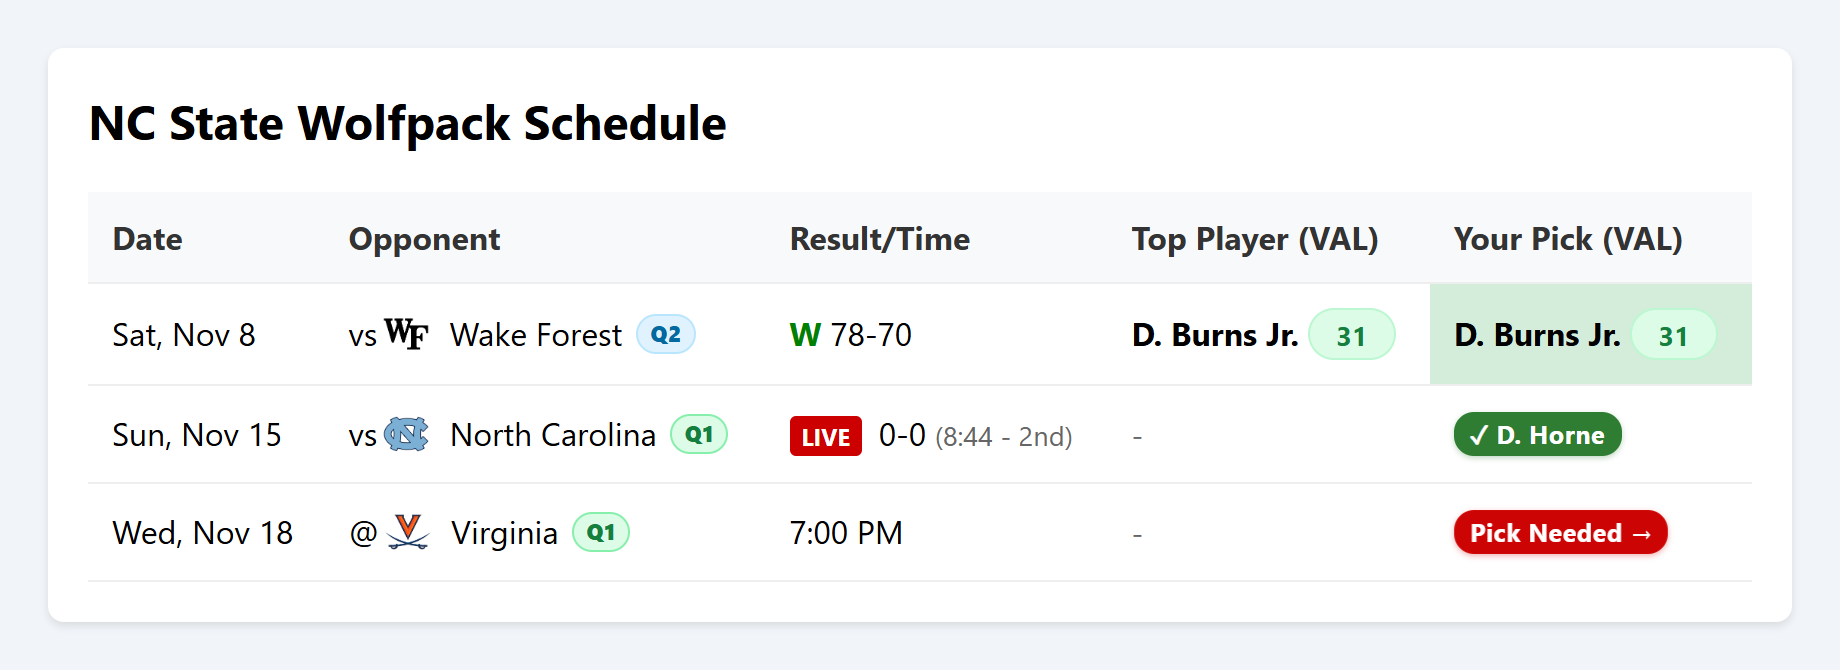 NC State Wolfpack Schedule
Date Opponent Result/Time Top Player (VAL) Your Pick (VAL)
Sat, Nov 8 vs WF Wake Forest Q2 W 78-70 D. Burns Jr. 31 D. Burns Jr. 31
Sun, Nov 15 vs NC North Carolina Q1 LIVE 0-0 (8:44 - 2nd) - ✓ D. Horne
Wed, Nov 18 @ V Virginia Q1 7:00 PM - Pick Needed →